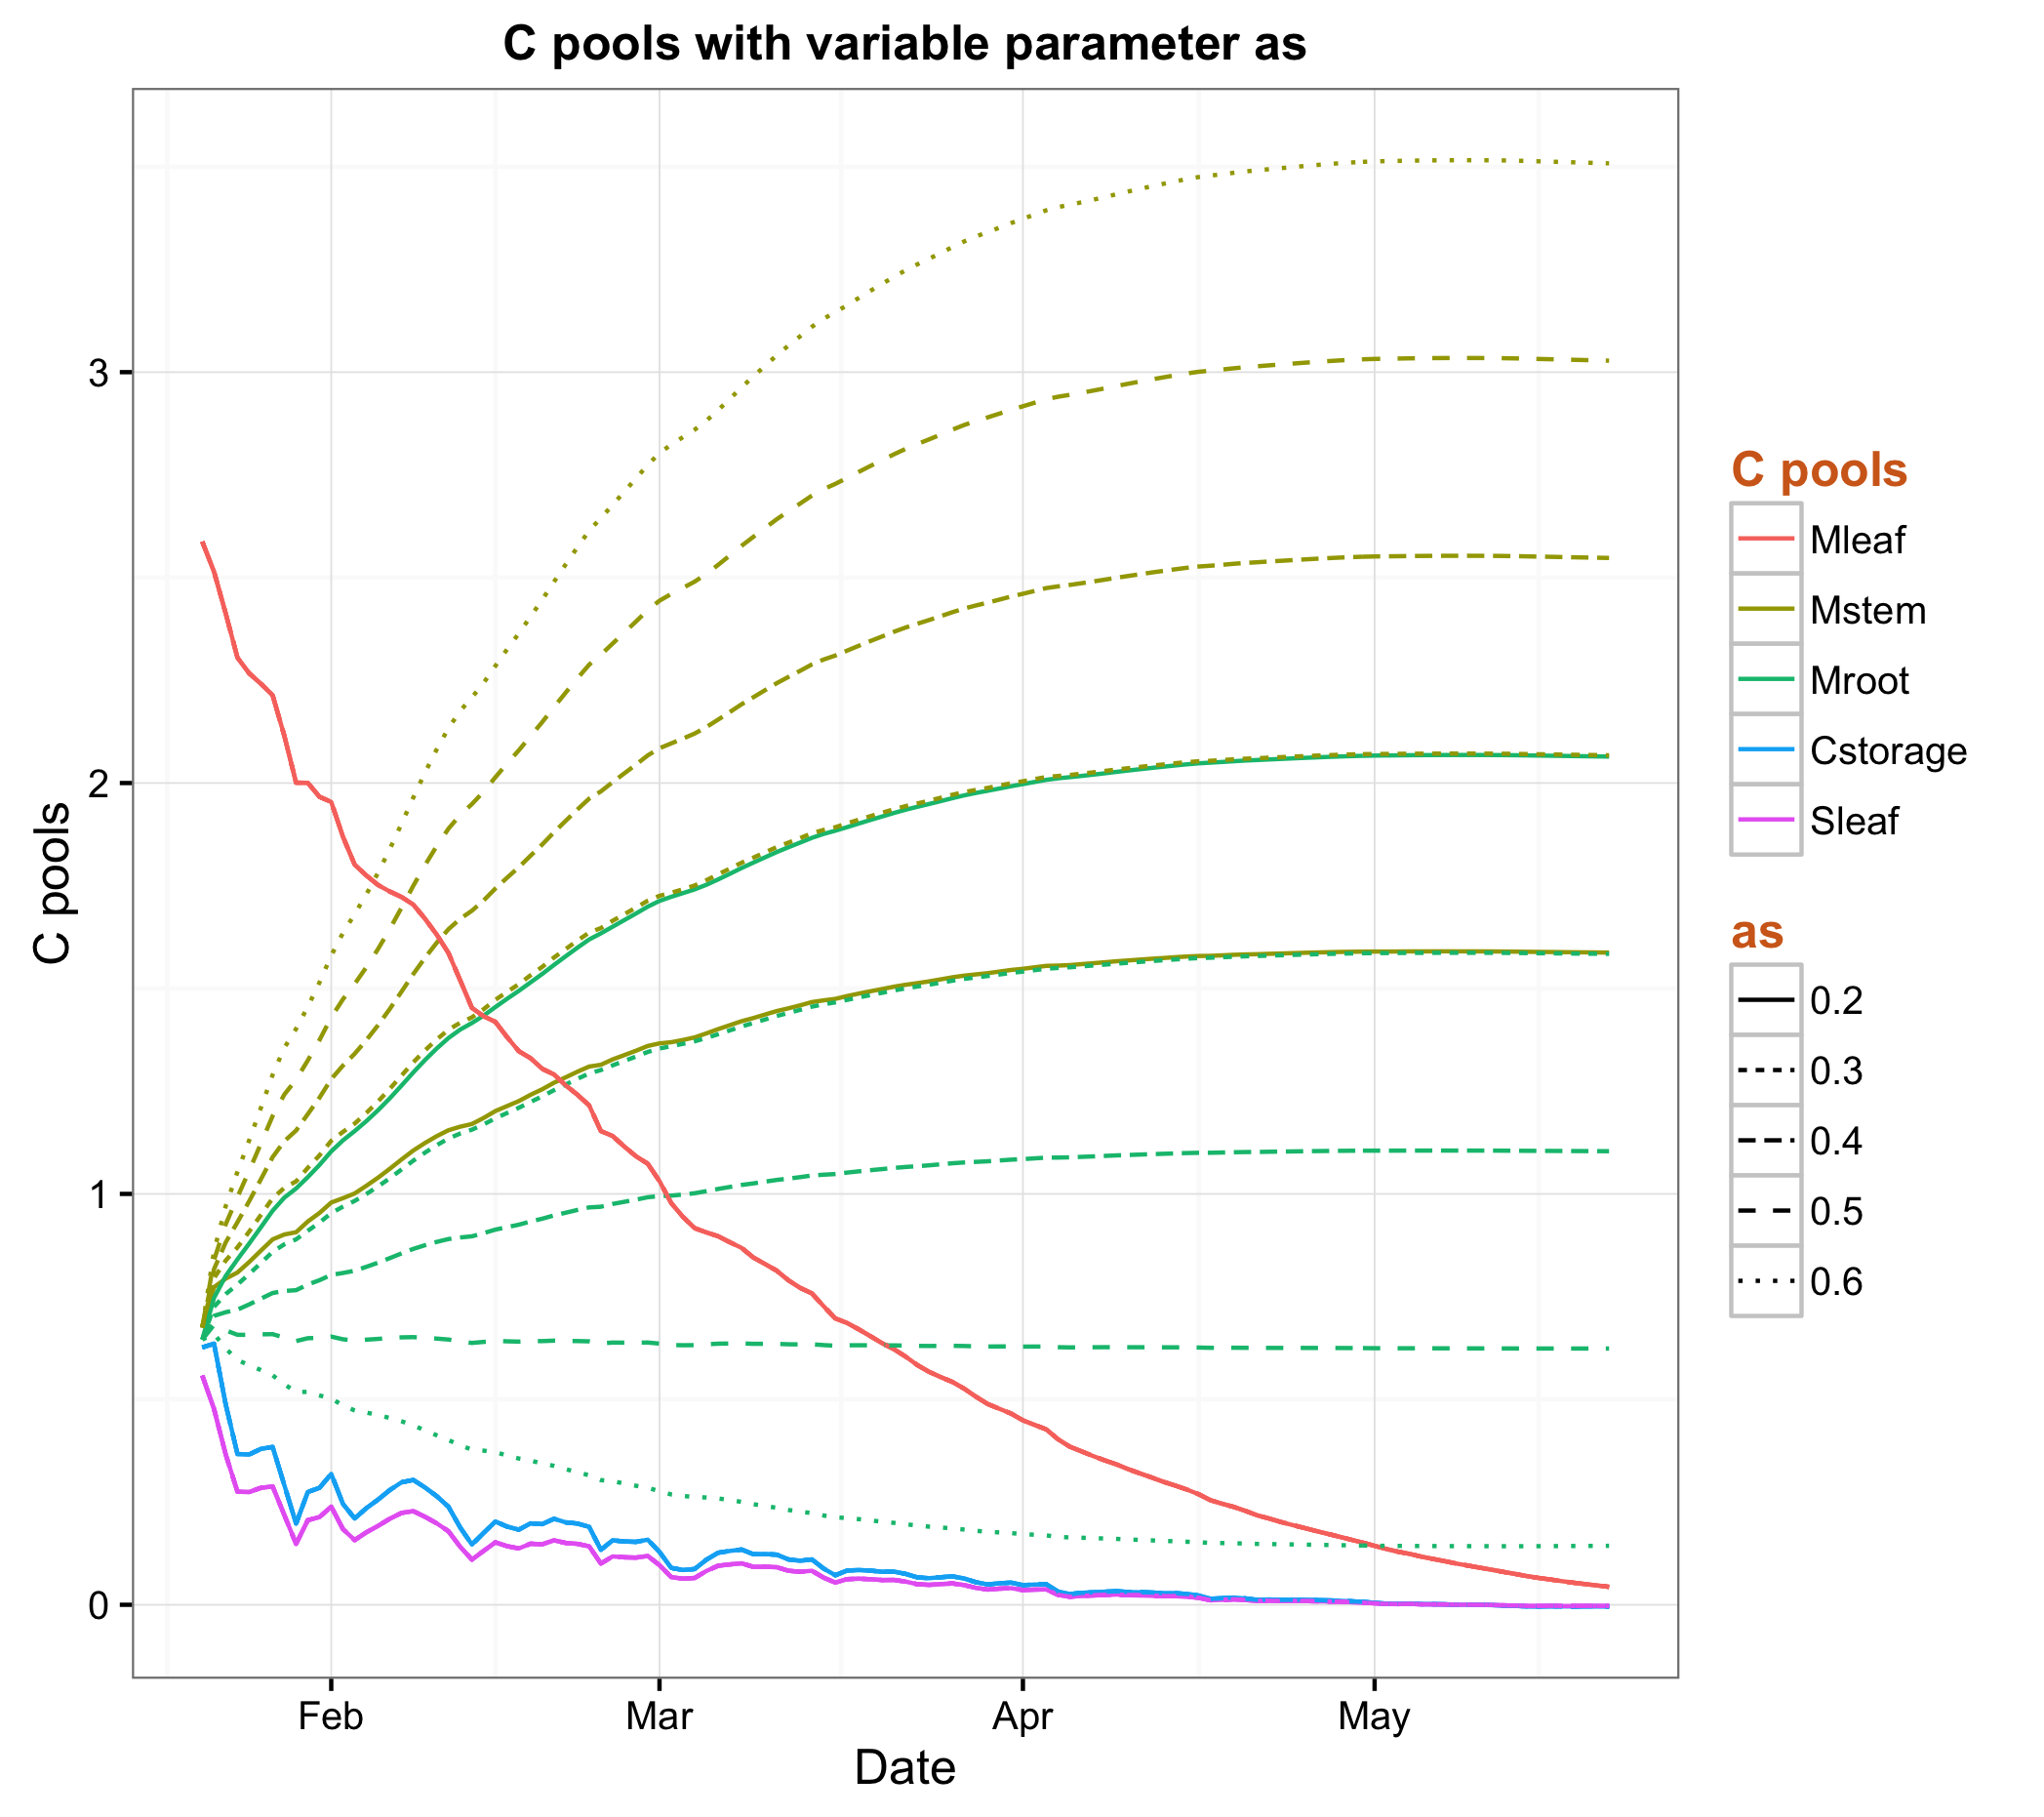 C pools with variable parameter as
C pools
3
2
1
0
Feb Mar Apr May
Date
C pools
Mleaf
Mstem
Mroot
Cstorage
Sleaf
as
0.2
0.3
0.4
0.5
0.6